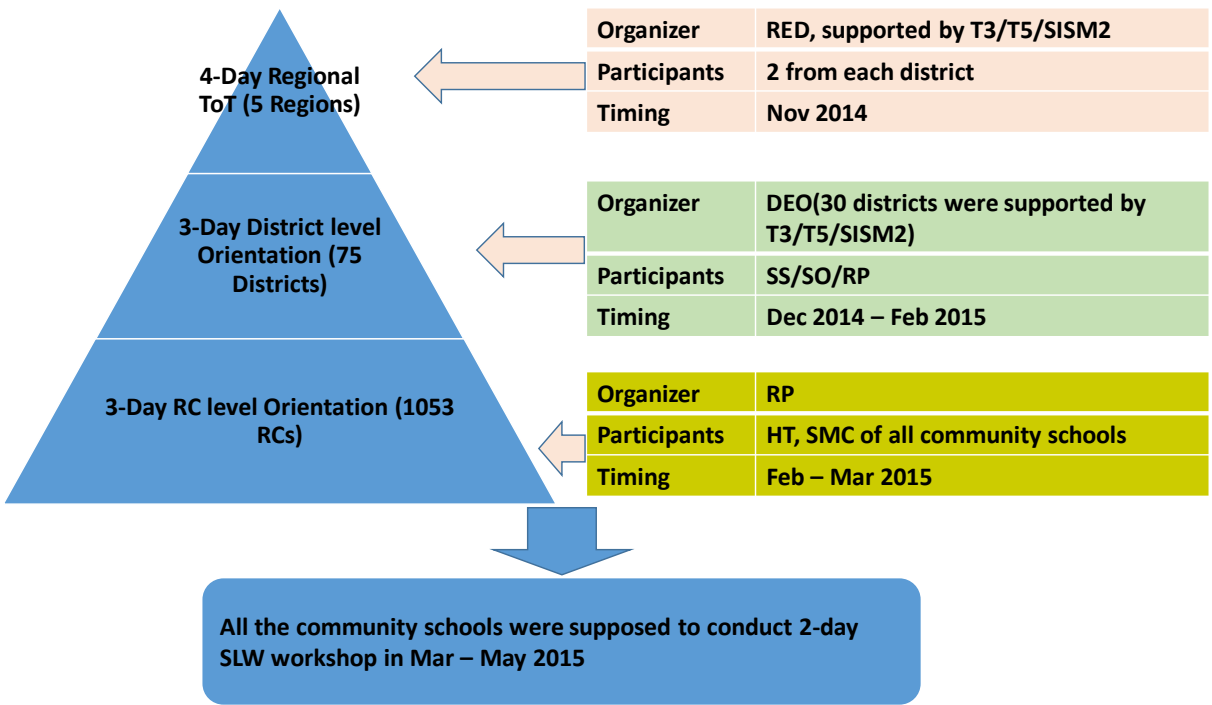 4-Day Regional
ToT (5 Regions)
Organizer RED, supported by T3/T5/SISM2
Participants 2 from each district
Timing Nov 2014
3-Day District level
Orientation (75
Districts)
Organizer DEO(30 districts were supported by
T3/T5/SISM2)
Participants SS/SO/RP
Timing Dec 2014 – Feb 2015
3-Day RC level Orientation (1053
RCs)
Organizer RP
Participants HT, SMC of all community schools
Timing Feb – Mar 2015
All the community schools were supposed to conduct 2-day
SLW workshop in Mar – May 2015